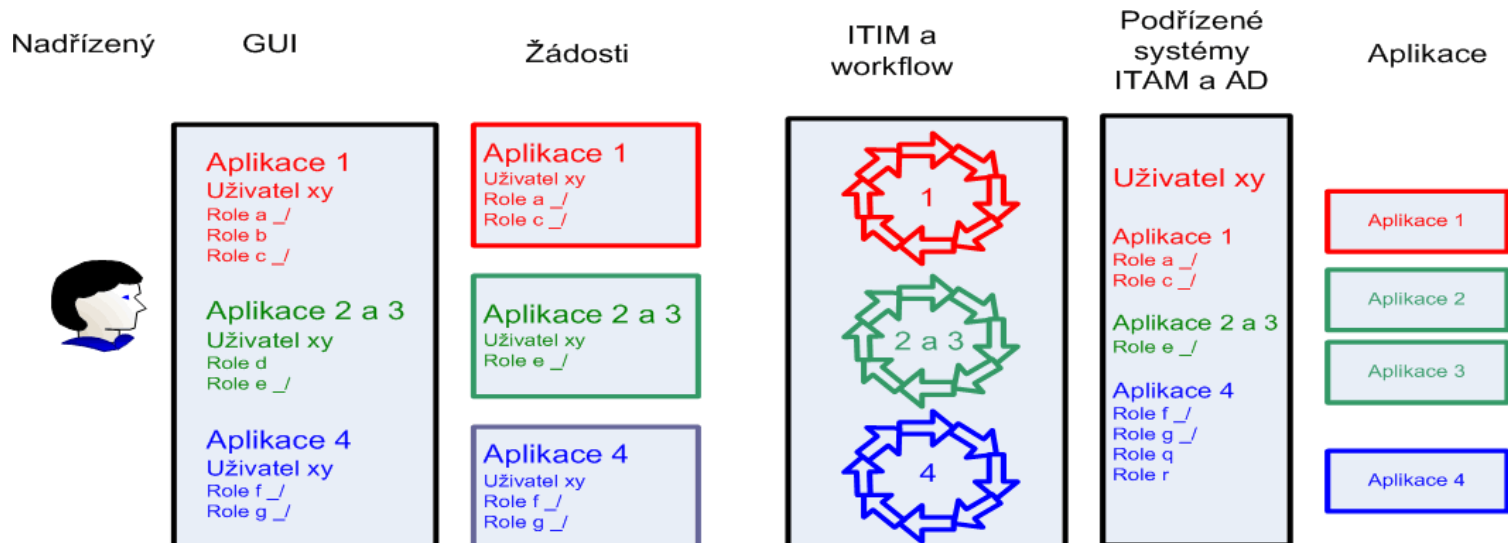 Nadřízený
GUI
Žádosti
ITIM a
workflow
Podřízené
systémy
ITAM a AD
Aplikace
Aplikace 1
Uživatel xy
Role a _/
Role b
Role c _/
Aplikace 2 a 3
Uživatel xy
Role d
Role e _/
Aplikace 4
Uživatel xy
Role f _/
Role g _/
Aplikace 1
Uživatel xy
Role a _/
Role c _/
Aplikace 2 a 3
Uživatel xy
Role e _/
Aplikace 4
Uživatel xy
Role f _/
Role g _/
1
2 a 3
4
Uživatel xy
Aplikace 1
Role a _/
Role c _/
Aplikace 2 a 3
Role e _/
Aplikace 4
Role f _/
Role g _/
Role q
Role r
Aplikace 1
Aplikace 2
Aplikace 3
Aplikace 4